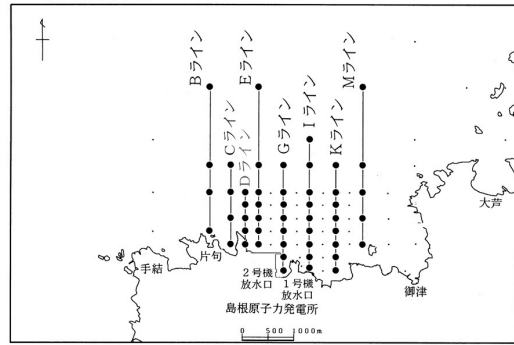 Bライン
Cライン
Dライン
Eライン
Gライン
Iライン
Kライン
Mライン
大芦
片句
手結
2号機
放水口
1号機
放水口
御津
島根原子力発電所
0 500 1000m